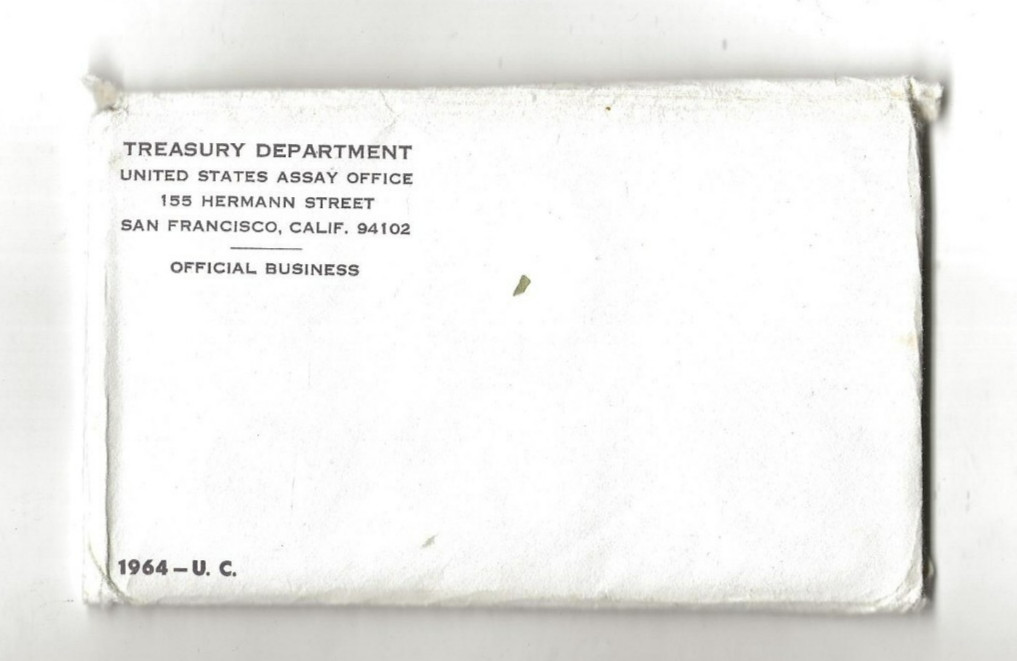 TREASURY DEPARTMENT
UNITED STATES ASSAY OFFICE
155 HERMANN STREET
SAN FRANCISCO, CALIF. 94102
OFFICIAL BUSINESS
1964 – U. C.